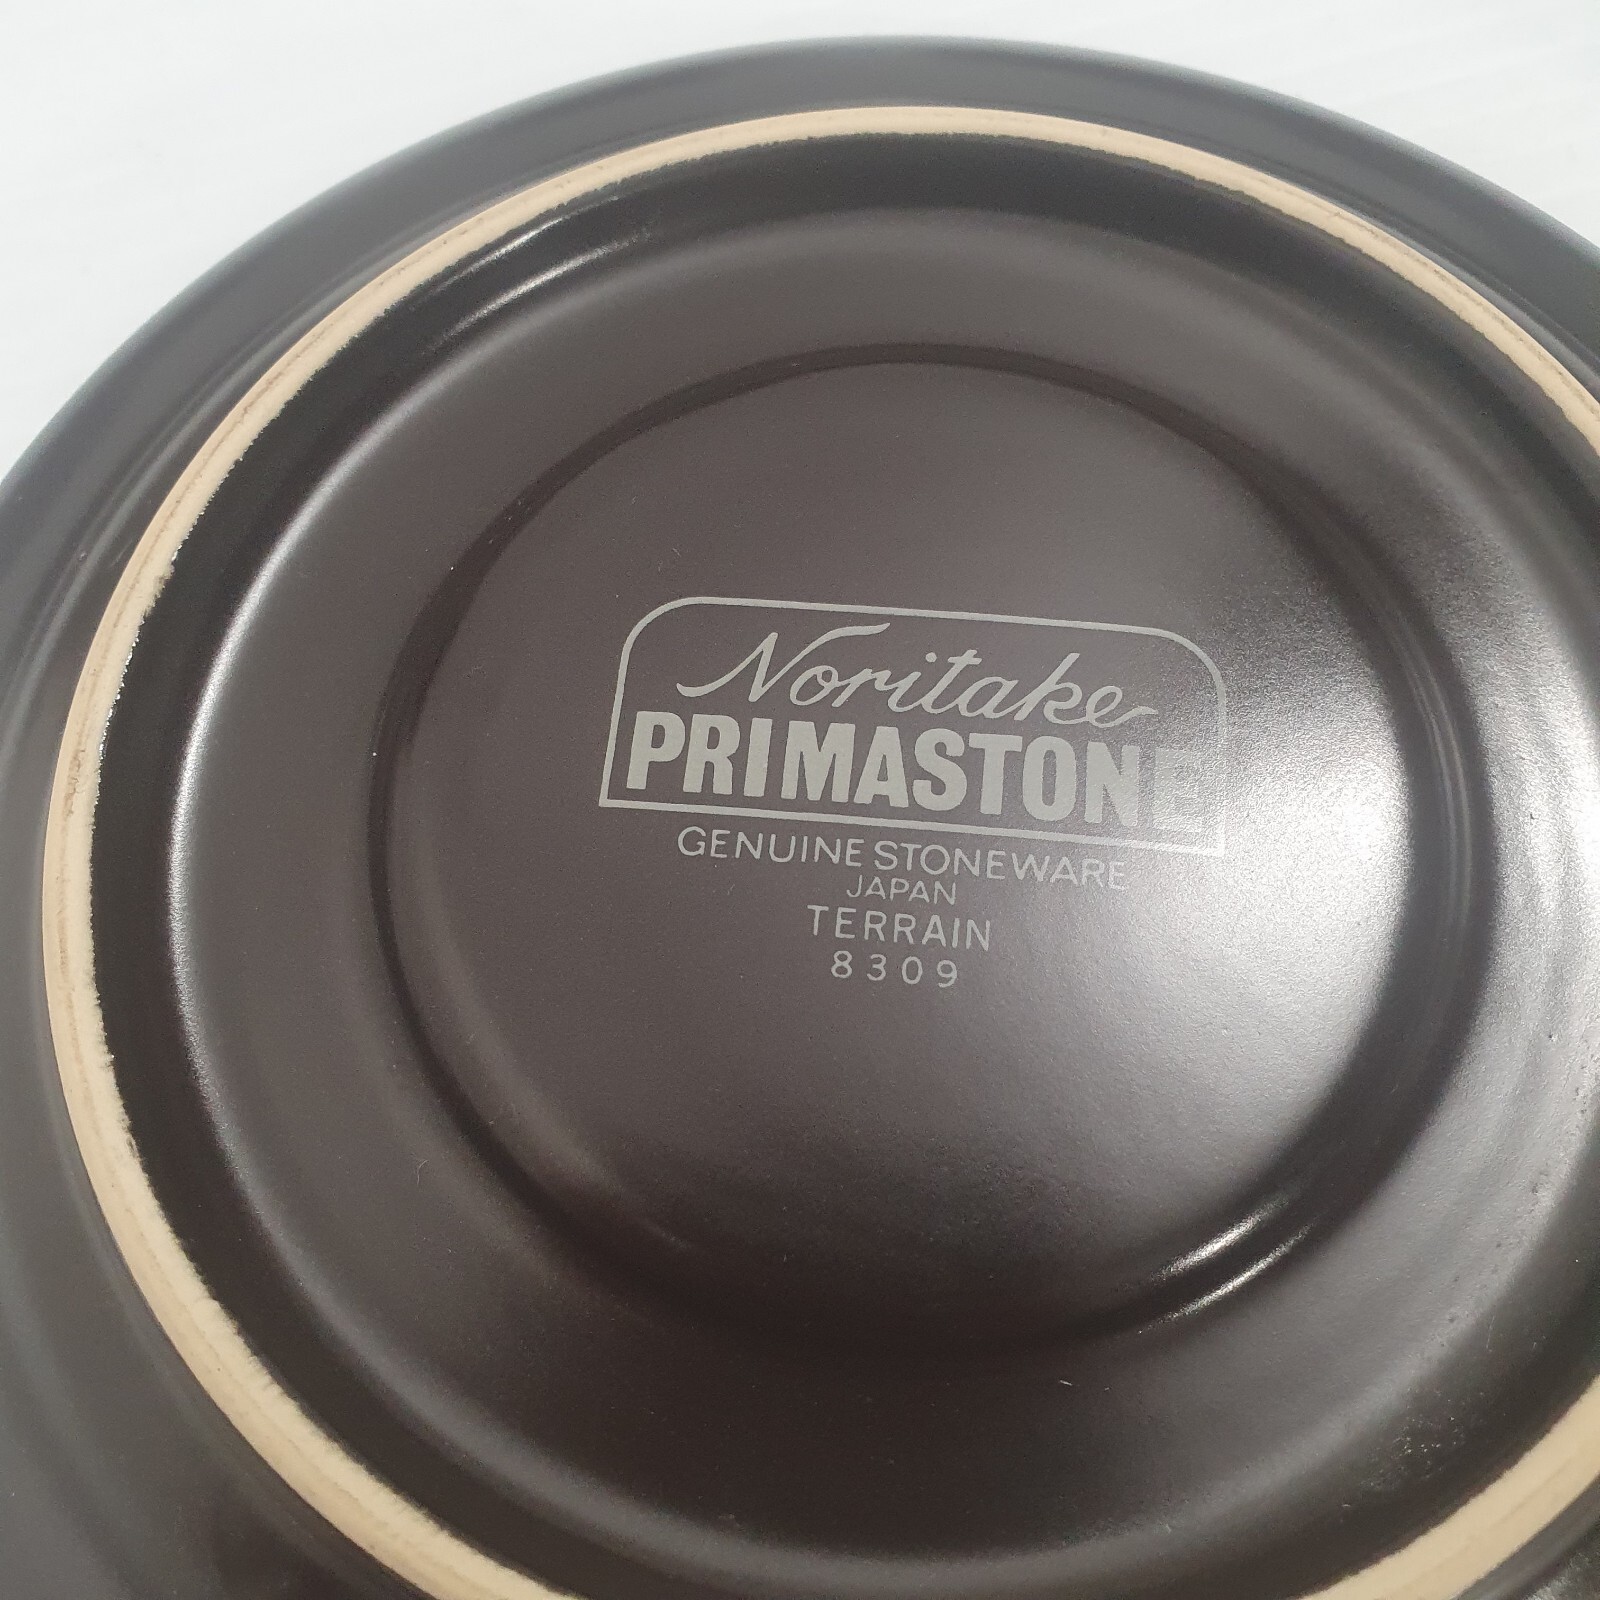 Noritake
PRIMASTONE
GENUINE STONEWARE
JAPAN
TERRAIN
8309